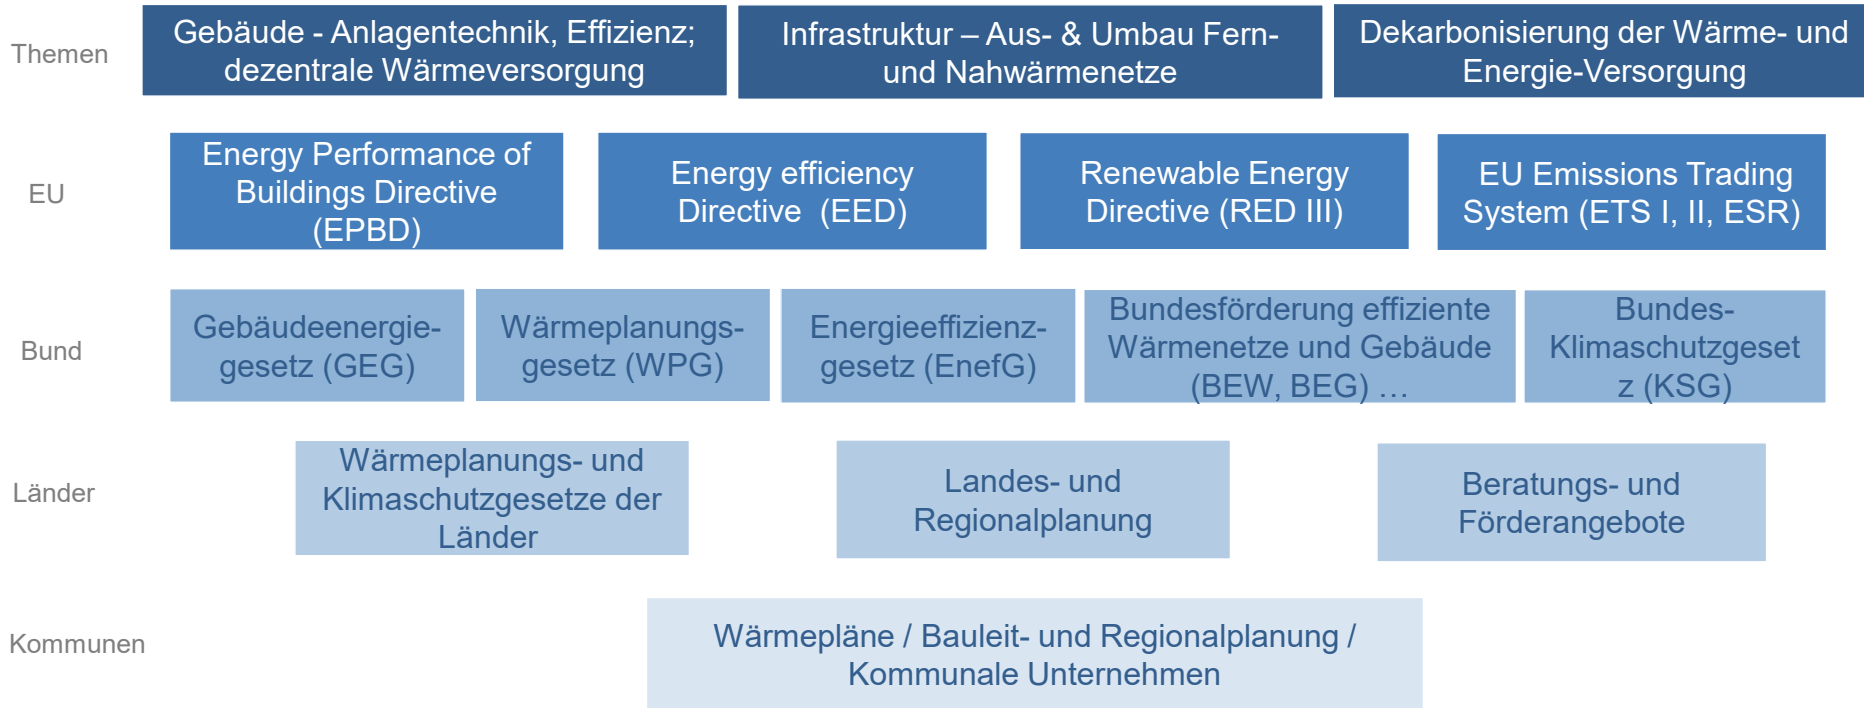 Themen
Gebäude - Anlagentechnik, Effizienz;
dezentrale Wärmeversorgung
Infrastruktur – Aus- & Umbau Fern-
und Nahwärmenetze
Dekarbonisierung der Wärme- und
Energie-Versorgung
EU
Energy Performance of
Buildings Directive
(EPBD)
Energy efficiency
Directive (EED)
Renewable Energy
Directive (RED III)
EU Emissions Trading
System (ETS I, II, ESR)
Bund
Gebäudeenergie-
gesetz (GEG)
Wärmeplanungs-
gesetz (WPG)
Energieeffizienz-
gesetz (EnefG)
Bundesförderung effiziente
Wärmenetze und Gebäude
(BEW, BEG) …
Bundes-
Klimaschutzgeset
z (KSG)
Länder
Wärmeplanungs- und
Klimaschutzgesetze der
Länder
Landes- und
Regionalplanung
Beratungs- und
Förderangebote
Kommunen
Wärmepläne / Bauleit- und Regionalplanung /
Kommunale Unternehmen